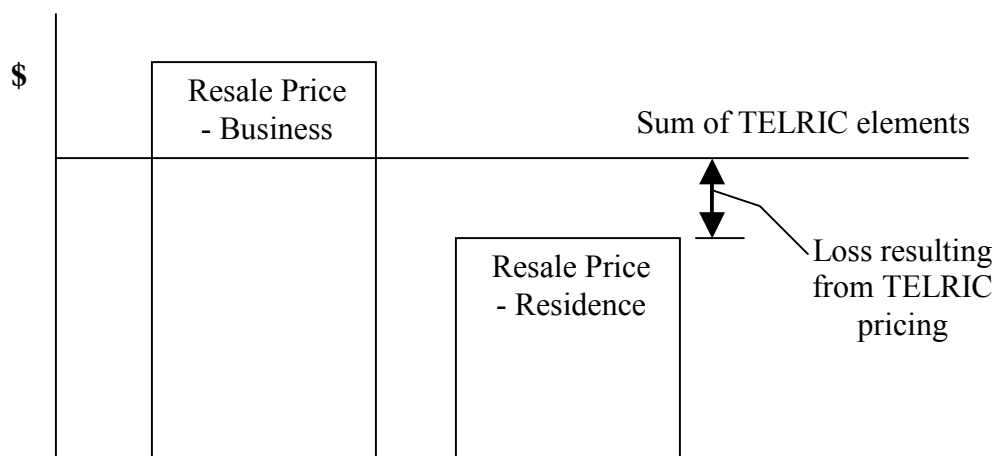 $
Resale Price
- Business
Sum of TELRIC elements
Resale Price
- Residence
Loss resulting
from TELRIC
pricing